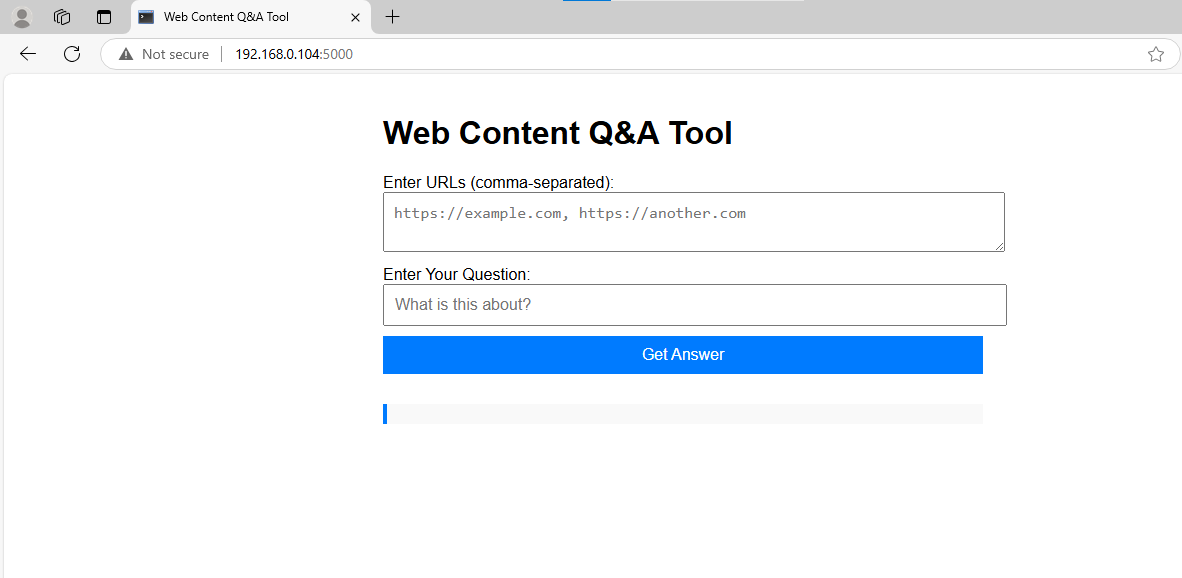 Web Content Q&A Tool
Not secure 192.168.0.104:5000
Web Content Q&A Tool
Enter URLs (comma-separated):
https://example.com, https://another.com
Enter Your Question:
What is this about?
Get Answer